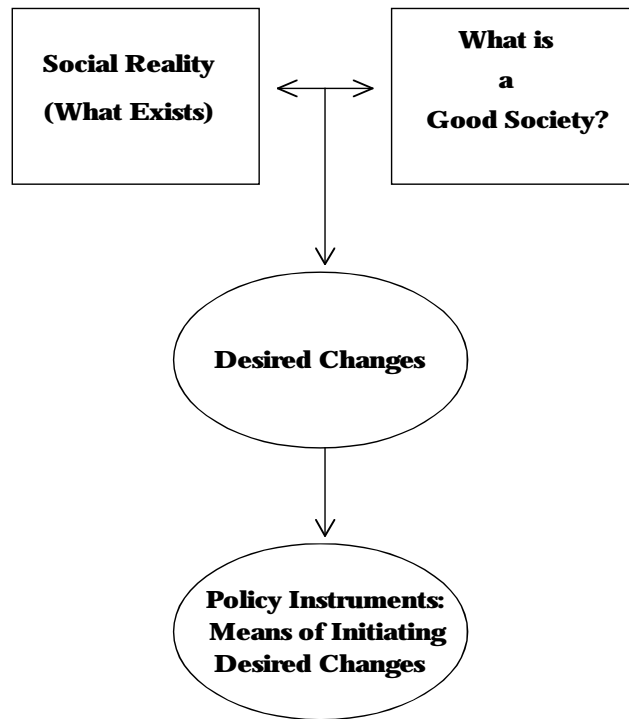 Social Reality
(What Exists)
What is
a
Good Society?
Desired Changes
Policy Instruments:
Means of Initiating
Desired Changes